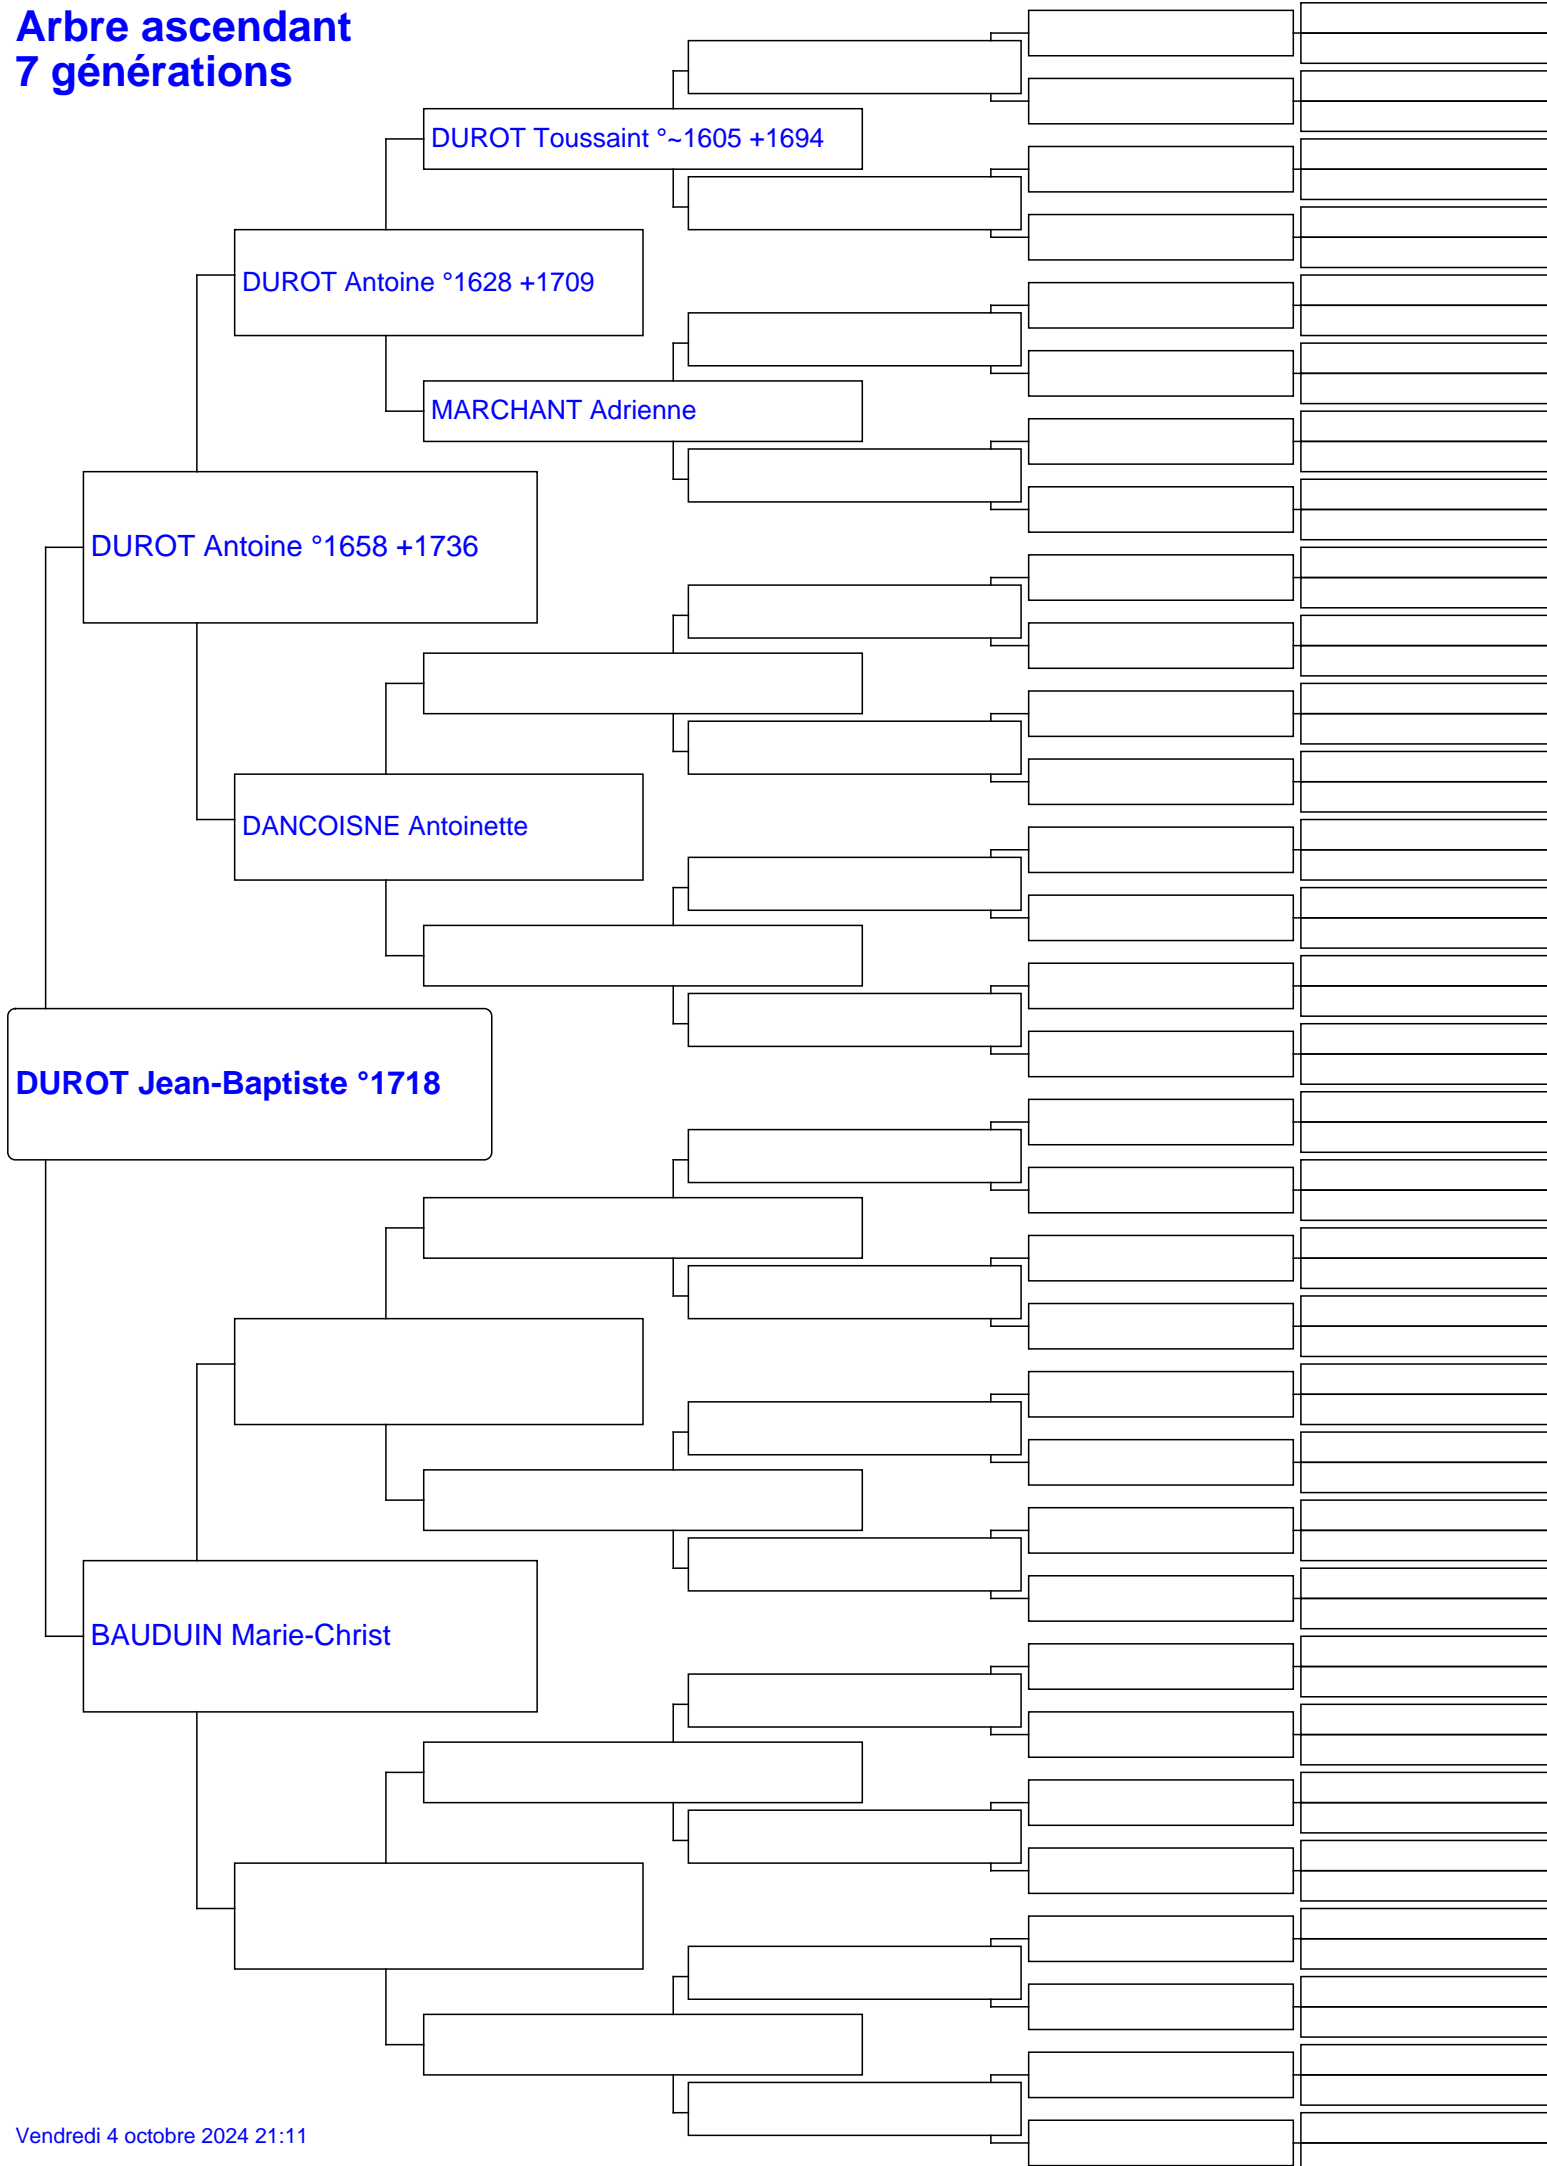 Arbre ascendant
7 générations
DUROT Toussaint °~1605 +1694
DUROT Antoine °1628 +1709
MARCHANT Adrienne
DUROT Antoine °1658 +1736
DANCOISNE Antoinette
DUROT Jean-Baptiste °1718
BAUDUIN Marie-Christ
Vendredi 4 octobre 2024 21:11